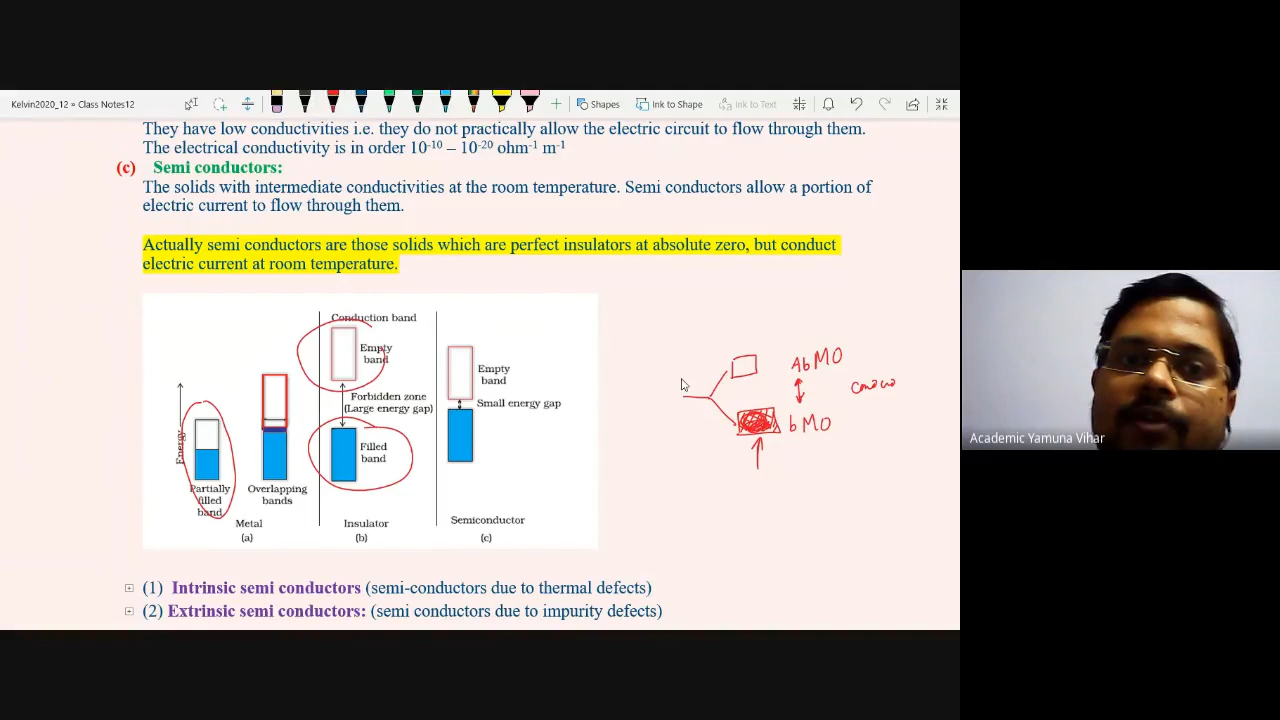 Kelvin2020_12 » Class Notes12
Shapes
Ink to Shape
Ink to Text
They have low conductivities i.e. they do not practically allow the electric circuit to flow through them.
The electrical conductivity is in order 10⁻¹⁰ – 10⁻²⁰ ohm⁻¹ m⁻¹
(c) Semi conductors:
The solids with intermediate conductivities at the room temperature. Semi conductors allow a portion of
electric current to flow through them.
Actually semi conductors are those solids which are perfect insulators at absolute zero, but conduct
electric current at room temperature.
Conduction band
Empty
band
Forbidden zone
(Large energy gap)
Filled
band
Energy
Partially
filled
band
Overlapping
bands
Metal
(a)
Insulator
(b)
Empty
band
Small energy gap
Semiconductor
(c)
AbMO
bMO
Academic Yamuna Vihar
(1) Intrinsic semi conductors (semi-conductors due to thermal defects)
(2) Extrinsic semi conductors: (semi conductors due to impurity defects)